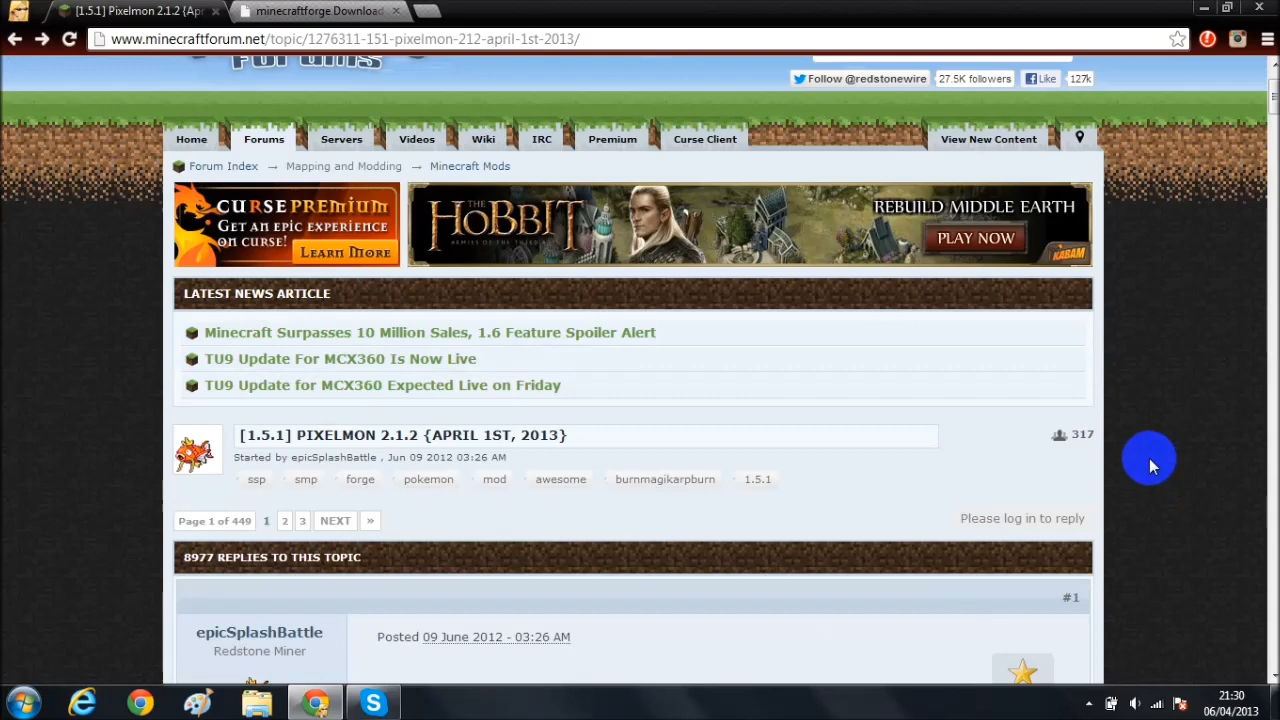 [1.5.1] Pixelmon 2.1.2 {Apr
minecraftforge Download
www.minecraftforum.net/topic/1276311-151-pixelmon-212-april-1st-2013/
Follow @redstonewire
27.5K followers
Like
127k
Home
Forums
Servers
Videos
Wiki
IRC
Premium
Curse Client
View New Content
Forum Index → Mapping and Modding → Minecraft Mods
CURSE PREMIUM
GET AN EPIC EXPERIENCE
ON CURSE!
LEARN MORE
THE
HOBBIT
ARMIES OF THE THIRD AGE
REBUILD MIDDLE EARTH
PLAY NOW
KABAM
LATEST NEWS ARTICLE
Minecraft Surpasses 10 Million Sales, 1.6 Feature Spoiler Alert
TU9 Update For MCX360 Is Now Live
TU9 Update for MCX360 Expected Live on Friday
[1.5.1] PIXELMON 2.1.2 {APRIL 1ST, 2013}
317
Started by epicSplashBattle , Jun 09 2012 03:26 AM
ssp smp forge pokemon mod awesome burnmagikarpburn 1.5.1
Page 1 of 449 1 2 3 NEXT »
Please log in to reply
8977 REPLIES TO THIS TOPIC
#1
epicSplashBattle
Redstone Miner
Posted 09 June 2012 - 03:26 AM
21:30
06/04/2013